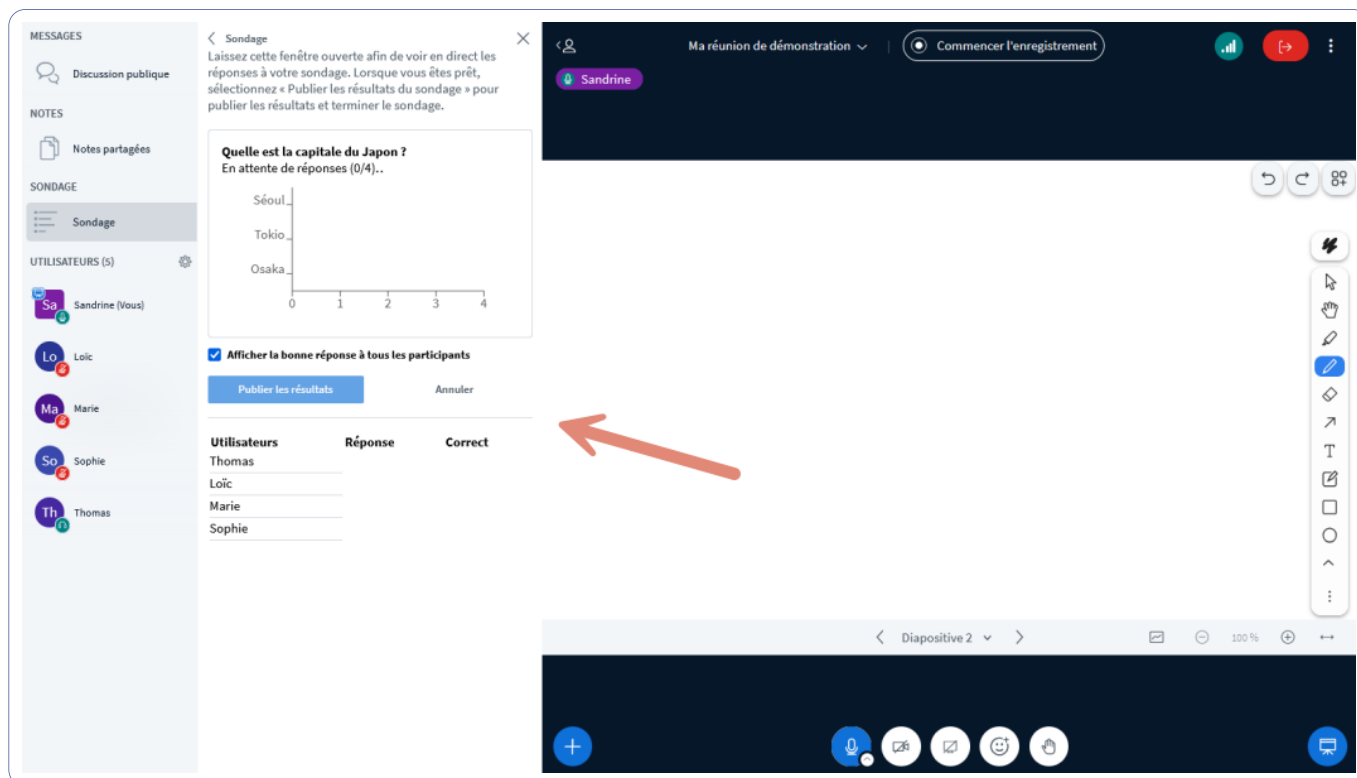 MESSAGES
Discussion publique
NOTES
Notes partagées
SONDAGE
Sondage
UTILISATEURS (5)
Sa
Sandrine (Vous)
Lo
Loïc
Ma
Marie
So
Sophie
Th
Thomas
Sondage
Laissez cette fenêtre ouverte afin de voir en direct les
réponses à votre sondage. Lorsque vous êtes prêt,
sélectionnez « Publier les résultats du sondage » pour
publier les résultats et terminer le sondage.
Quelle est la capitale du Japon ?
En attente de réponses (0/4)..
Séoul
Tokio
Osaka
0 1 2 3 4
Afficher la bonne réponse à tous les participants
Publier les résultats Annuler
Utilisateurs Réponse Correct
Thomas
Loïc
Marie
Sophie
Ma réunion de démonstration
Commencer l'enregistrement
Sandrine
T
Diapositive 2
100 %